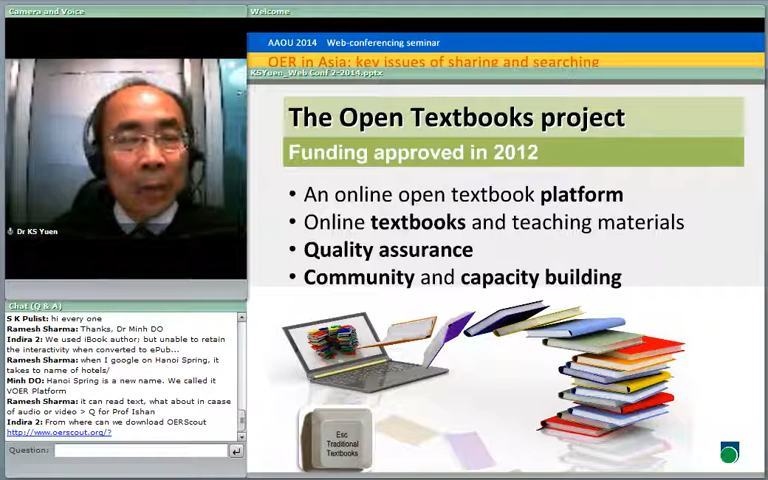 Camera and Voice
Dr KS Yuen
Chat (Q & A)
S K Pulist: hi every one
Ramesh Sharma: Thanks, Dr Minh DO
Indira 2: We used iBook author; but unable to retain
the interactivity when converted to ePub...
Ramesh Sharma: when I google on Hanoi Spring, it
takes to name of hotels/
Minh DO: Hanoi Spring is a new name. We called it
VOER Platform
Ramesh Sharma: it can read text, what about in caase
of audio or video > Q for Prof Ishan
Indira 2: From where can we download OERScout
http://www.oerscout.org/?
Question:
Welcome
AAOU 2014 Web-conferencing seminar
OER in Asia: key issues of sharing and searching
KSYuen_Web Conf 2-2014.pptx
The Open Textbooks project
Funding approved in 2012
• An online open textbook platform
• Online textbooks and teaching materials
• Quality assurance
• Community and capacity building
Esc
Traditional
Textbooks